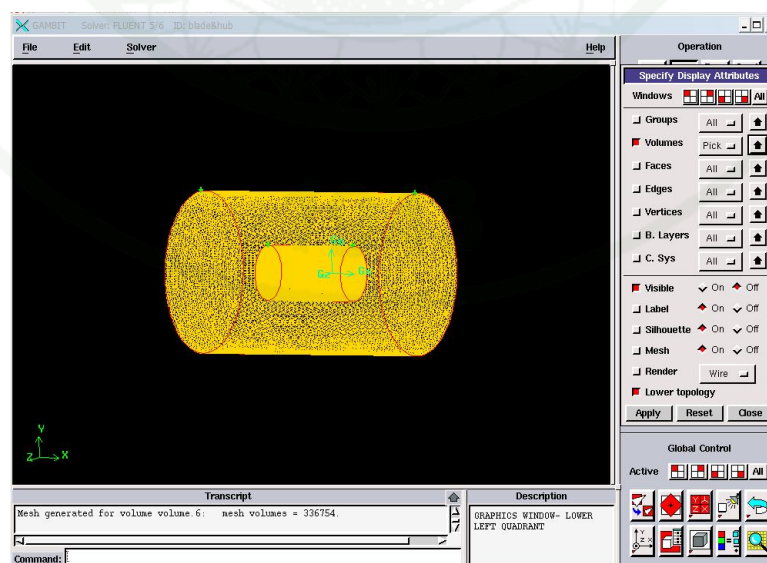 GAMBIT Solver: FLUENT 5/6 ID: blade&hub
File Edit Solver Help
Operation
Specify Display Attributes
Windows All
Groups All
Volumes Pick
Faces All
Edges All
Vertices All
B. Layers All
C. Sys All
Visible On Off
Label On Off
Silhouette On Off
Mesh On Off
Render Wire
Lower topology
Apply Reset Close
Y
Z X
Global Control
Active All
Transcript
Mesh generated for volume volume.6: mesh volumes = 336754.
Command:
Description
GRAPHICS WINDOW- LOWER
LEFT QUADRANT